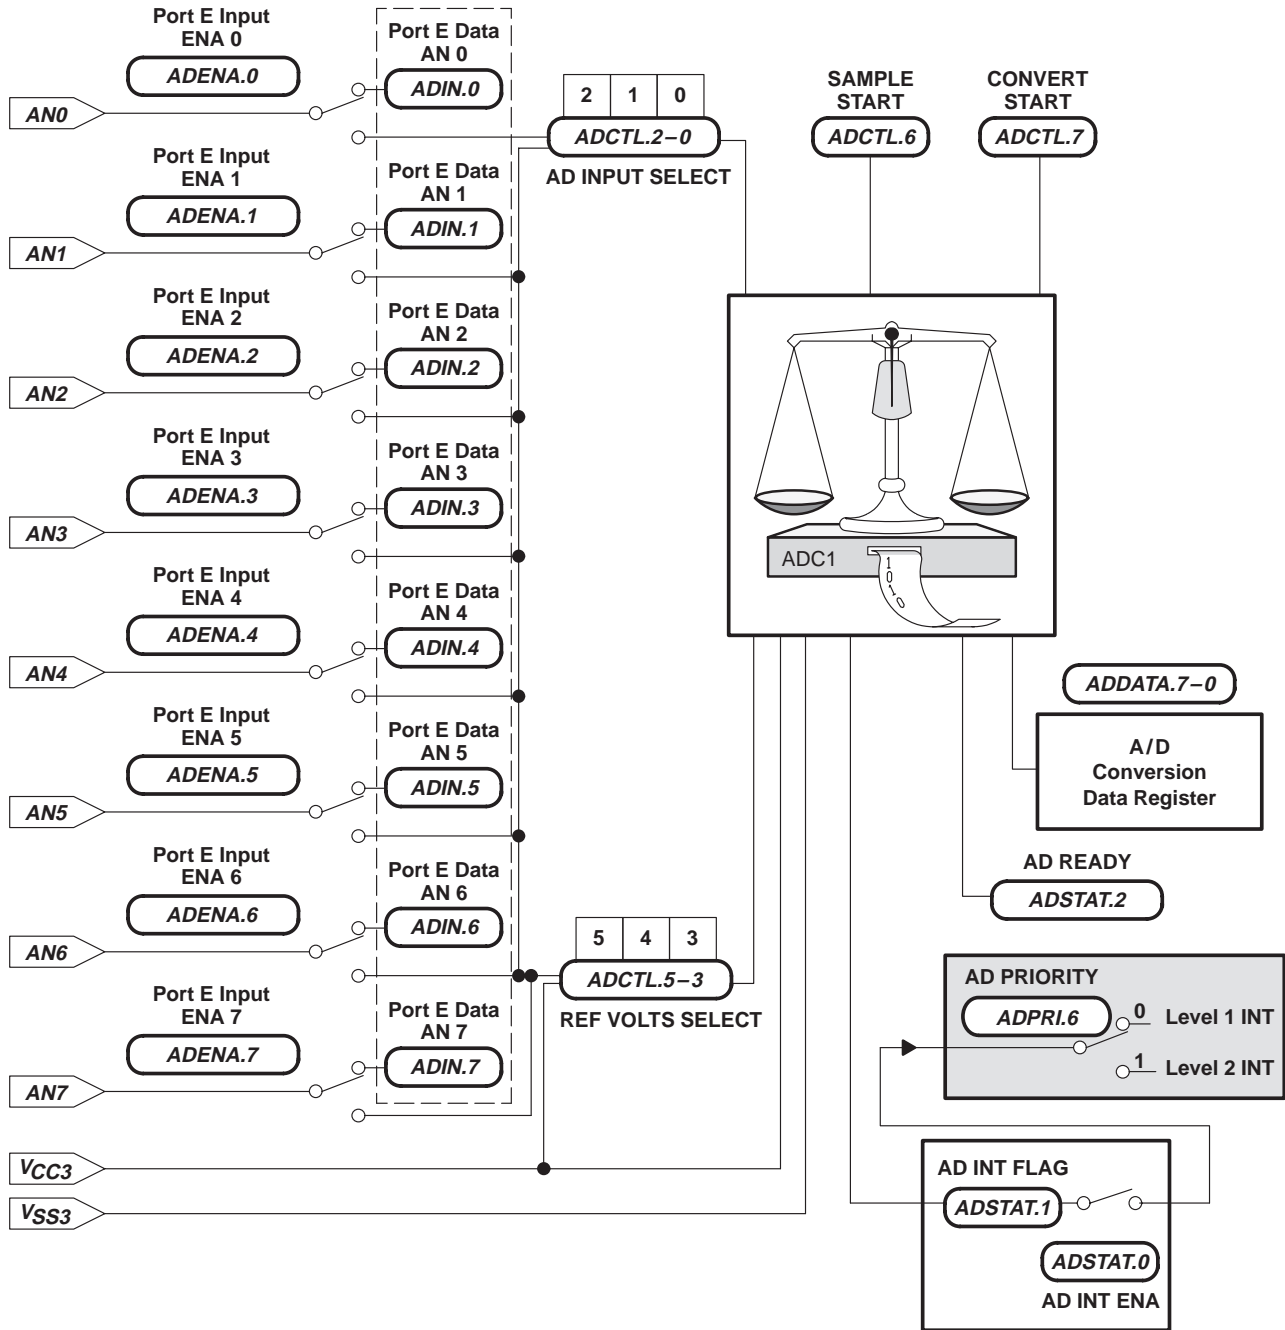 Port E Input
ENA 0
ADENA.0
AN0
Port E Data
AN 0
ADIN.0
Port E Input
ENA 1
ADENA.1
AN1
Port E Data
AN 1
ADIN.1
Port E Input
ENA 2
ADENA.2
AN2
Port E Data
AN 2
ADIN.2
Port E Input
ENA 3
ADENA.3
AN3
Port E Data
AN 3
ADIN.3
Port E Input
ENA 4
ADENA.4
AN4
Port E Data
AN 4
ADIN.4
Port E Input
ENA 5
ADENA.5
AN5
Port E Data
AN 5
ADIN.5
Port E Input
ENA 6
ADENA.6
AN6
Port E Data
AN 6
ADIN.6
Port E Input
ENA 7
ADENA.7
AN7
Port E Data
AN 7
ADIN.7
VCC3
VSS3
2 1 0
ADCTL.2–0
AD INPUT SELECT
5 4 3
ADCTL.5–3
REF VOLTS SELECT
SAMPLE
START
ADCTL.6
CONVERT
START
ADCTL.7
ADC1
1
0
1
0
ADDATA.7–0
A/D
Conversion
Data Register
AD READY
ADSTAT.2
AD PRIORITY
ADPRI.6
0 Level 1 INT
1 Level 2 INT
AD INT FLAG
ADSTAT.1
ADSTAT.0
AD INT ENA